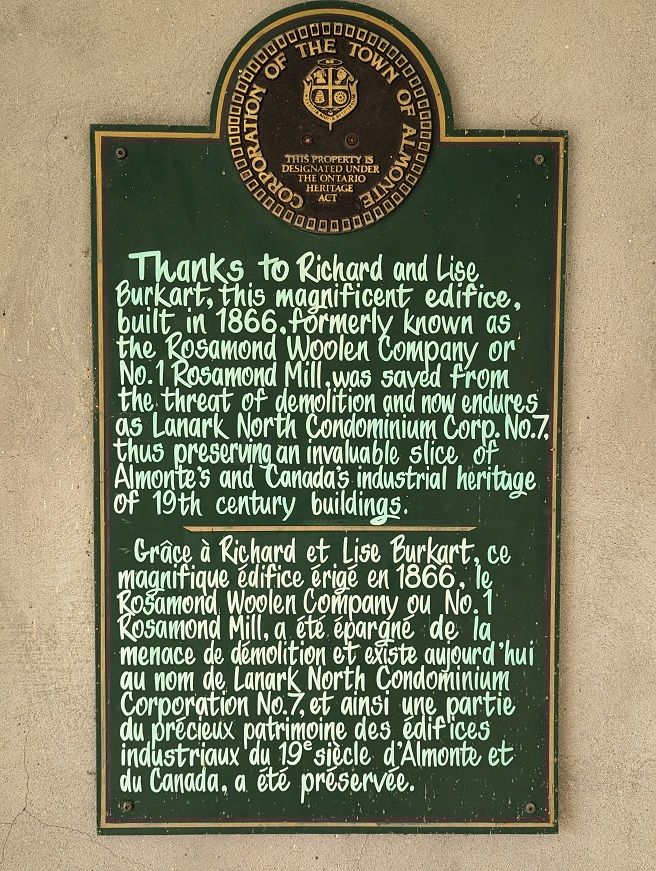 CORPORATION OF THE TOWN OF ALMONTE
THIS PROPERTY IS
DESIGNATED UNDER
THE ONTARIO
HERITAGE
ACT
Thanks to Richard and Lise
Burkart, this magnificent edifice,
built in 1866, formerly known as
the Rosamond Woolen Company or
No.1 Rosamond Mill, was saved from
the threat of demolition and now endures
as Lanark North Condominium Corp. No.7,
thus preserving an invaluable slice of
Almonte's and Canada's industrial heritage
of 19th century buildings.
Grâce à Richard et Lise Burkart, ce
magnifique édifice érigé en 1866, le
Rosamond Woolen Company ou No.1
Rosamond Mill, a été épargné de la
menace de démolition et existe aujourd'hui
au nom de Lanark North Condominium
Corporation No.7, et ainsi une partie
du précieux patrimoine des édifices
industriaux du 19e siècle d'Almonte et
du Canada, a été préservée.